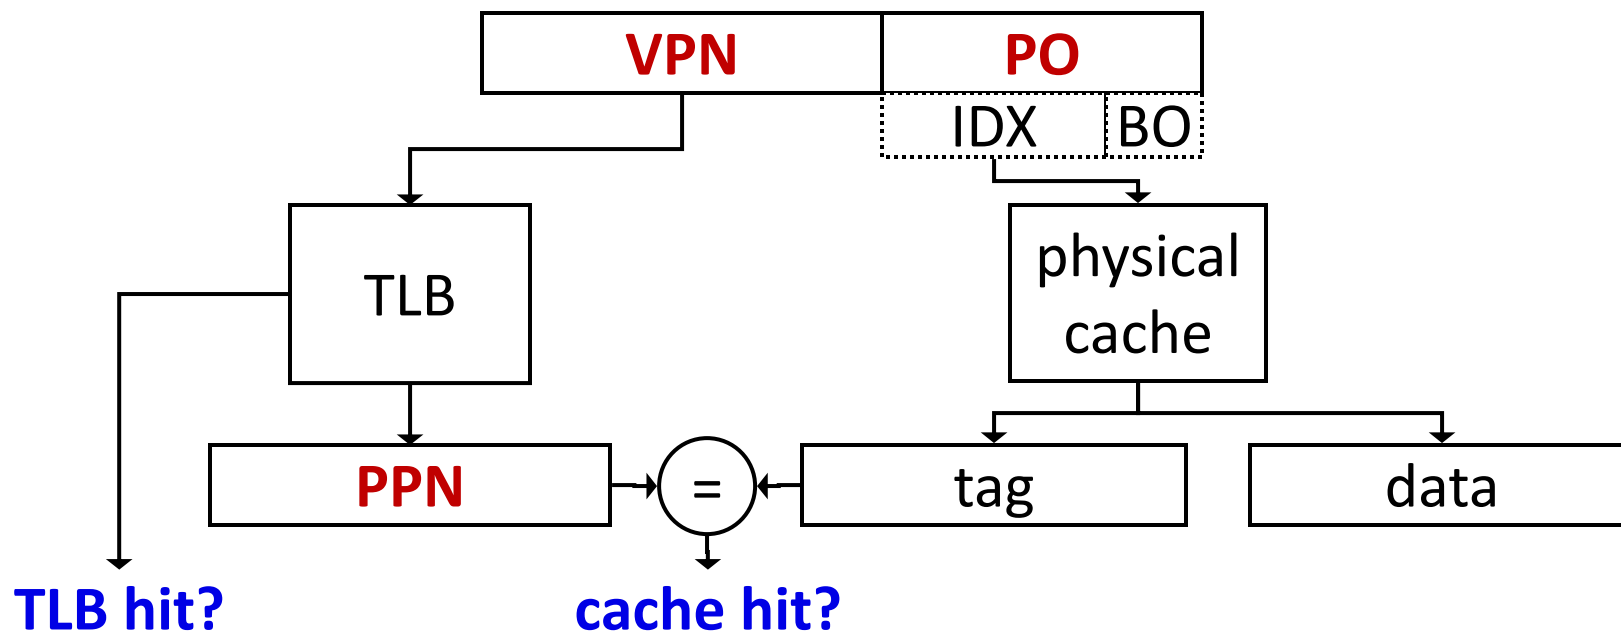 VPN PO
IDX BO
TLB
physical
cache
PPN = tag data
TLB hit? cache hit?